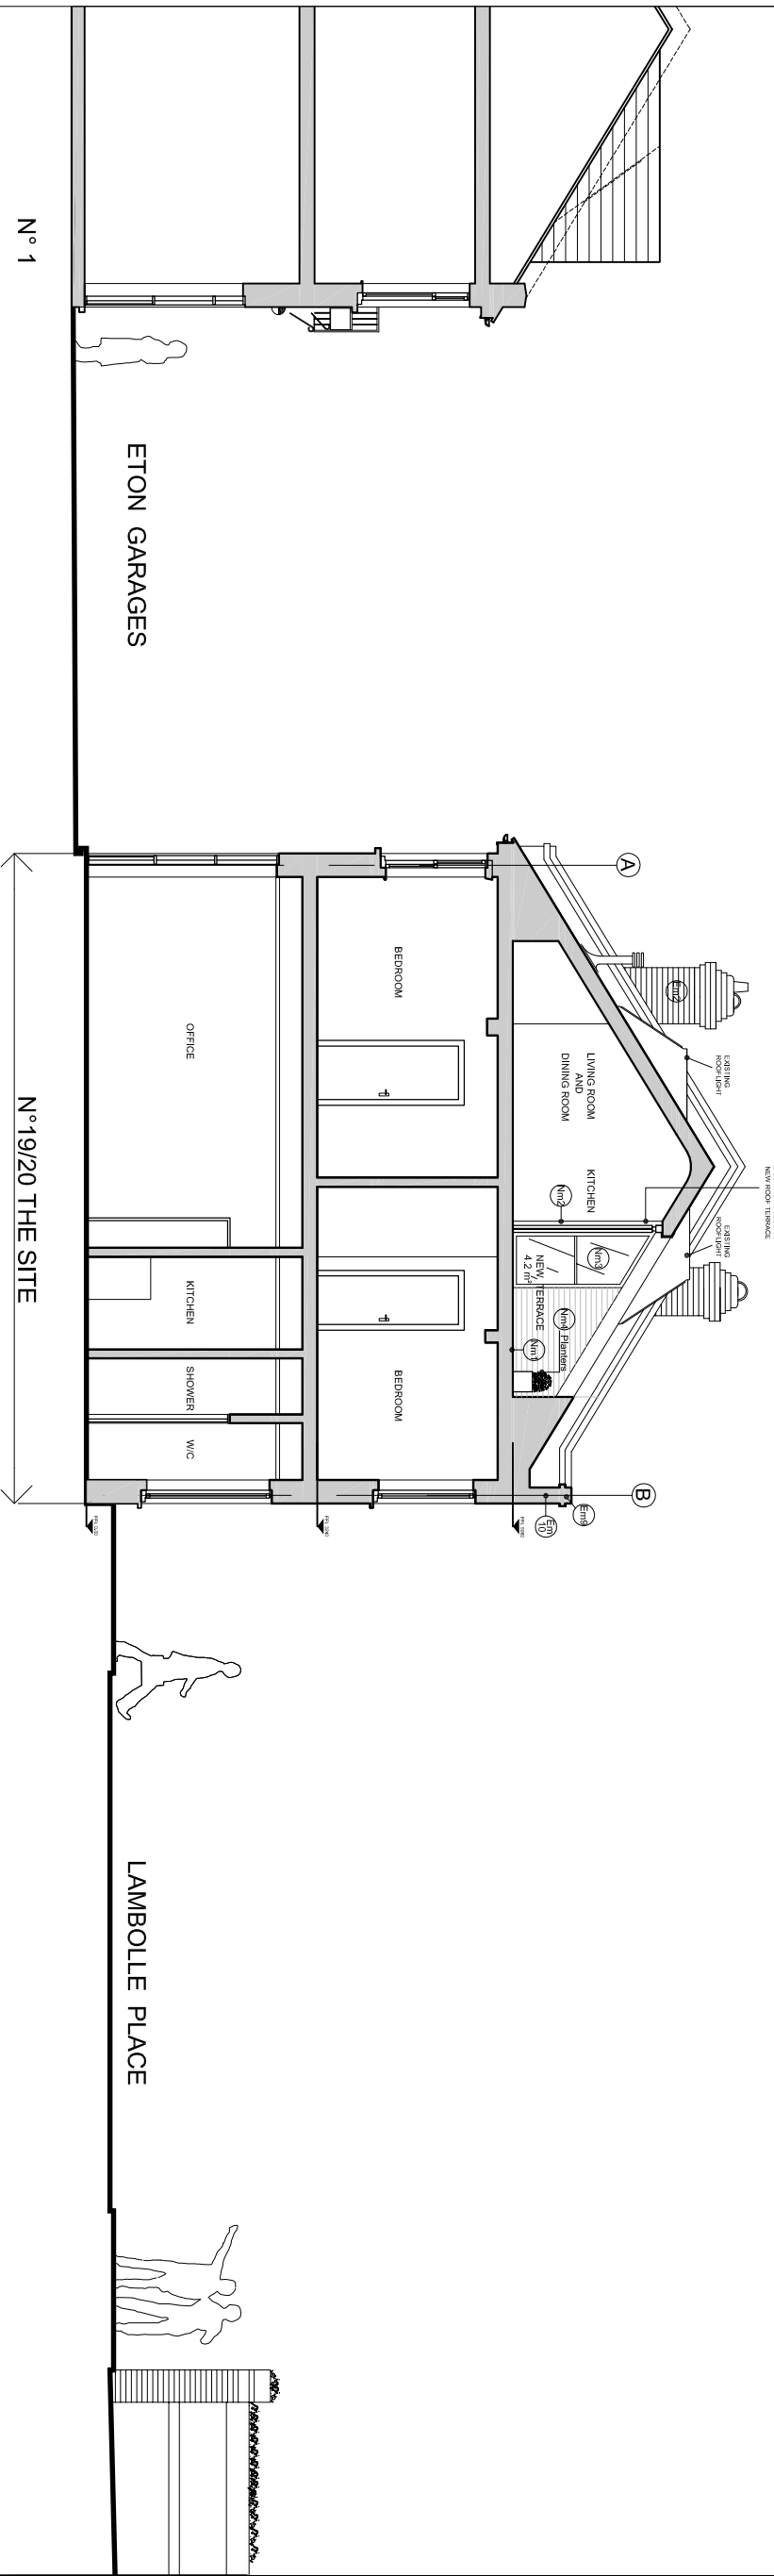 N° 1
ETON GARAGES
N°19/20 THE SITE
LAMBOLLE PLACE
A
B
Em2
EXISTING
ROOFLIGHT
NEW ROOF TERRACE
EXISTING
ROOFLIGHT
LIVING ROOM
AND
DINING ROOM
KITCHEN
Nm2
Nm3
NEW TERRACE
4.2 m²
Nm4 Planters
Nm1
Em9
Em
10
BEDROOM
BEDROOM
OFFICE
KITCHEN
SHOWER
W/C